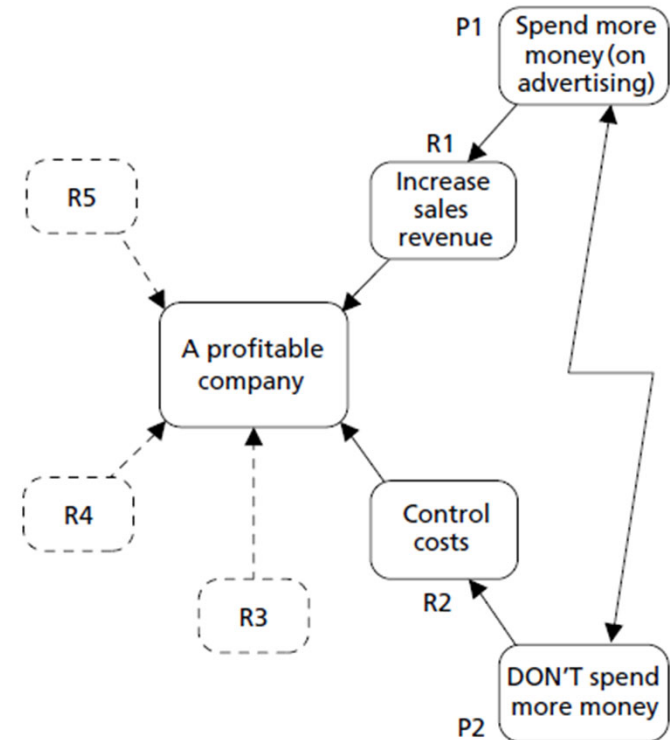 P1
Spend more
money (on
advertising)
R1
Increase
sales
revenue
R5
A profitable
company
R4
R3
Control
costs
R2
DON'T spend
more money
P2